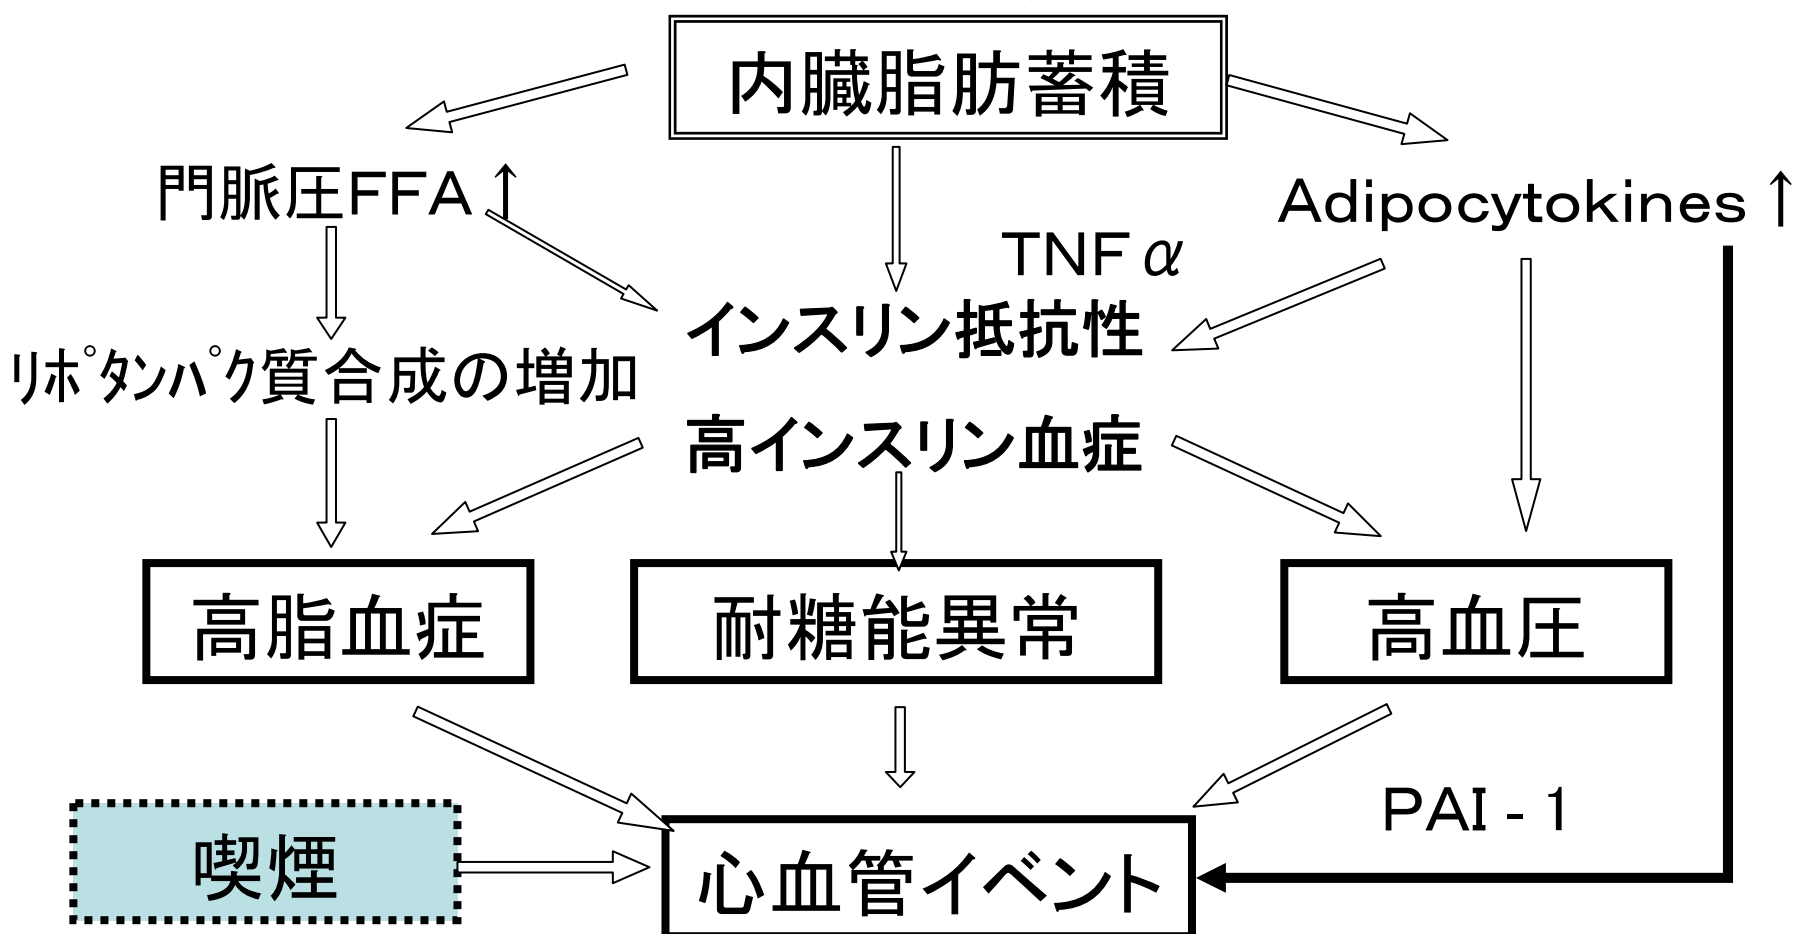 内臓脂肪蓄積
門脈圧FFA↑
Adipocytokines↑
TNFα
インスリン抵抗性
ﾘﾎﾟﾀﾝﾊﾟｸ質合成の増加
高インスリン血症
高脂血症
耐糖能異常
高血圧
PAI-1
喫煙
心血管イベント